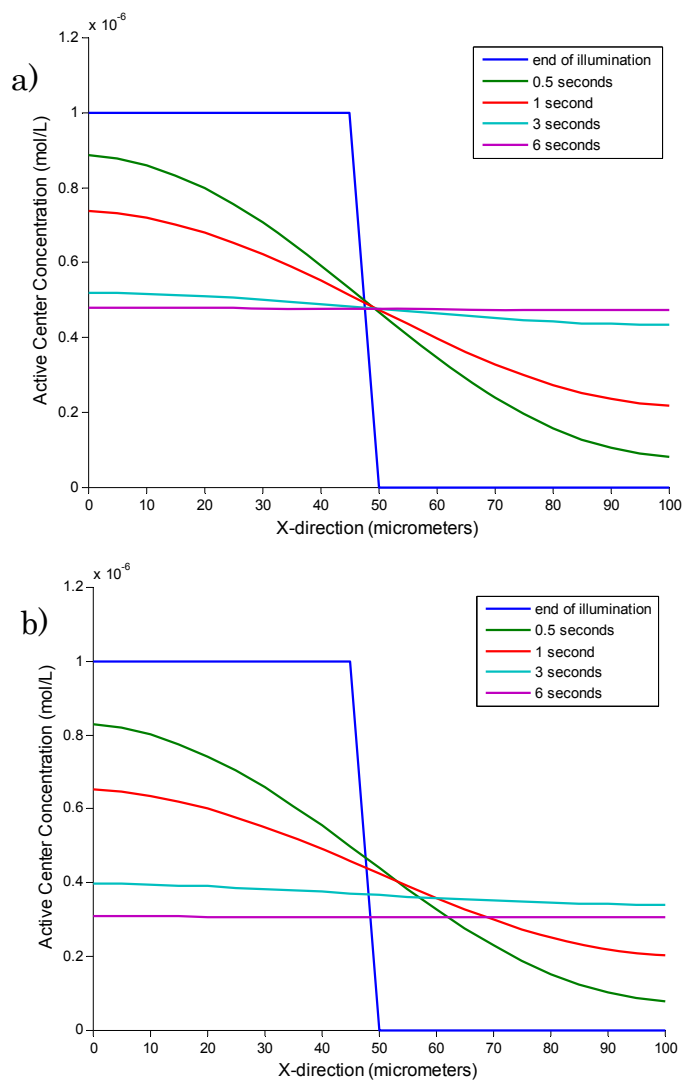 x 10⁻⁶
1.2
a)
end of illumination
0.5 seconds
1 second
3 seconds
6 seconds
1
0.8
0.6
0.4
0.2
0
Active Center Concentration (mol/L)
0 10 20 30 40 50 60 70 80 90 100
X-direction (micrometers)
x 10⁻⁶
1.2
b)
end of illumination
0.5 seconds
1 second
3 seconds
6 seconds
1
0.8
0.6
0.4
0.2
0
Active Center Concentration (mol/L)
0 10 20 30 40 50 60 70 80 90 100
X-direction (micrometers)